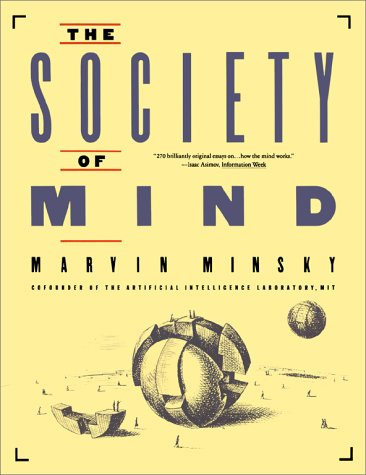 THE
SOCIETY
OF
"270 brilliantly original essays on...how the mind works."
—Isaac Asimov, Information Week
MIND
MARVIN MINSKY
COFOUNDER OF THE ARTIFICIAL INTELLIGENCE LABORATORY, MIT